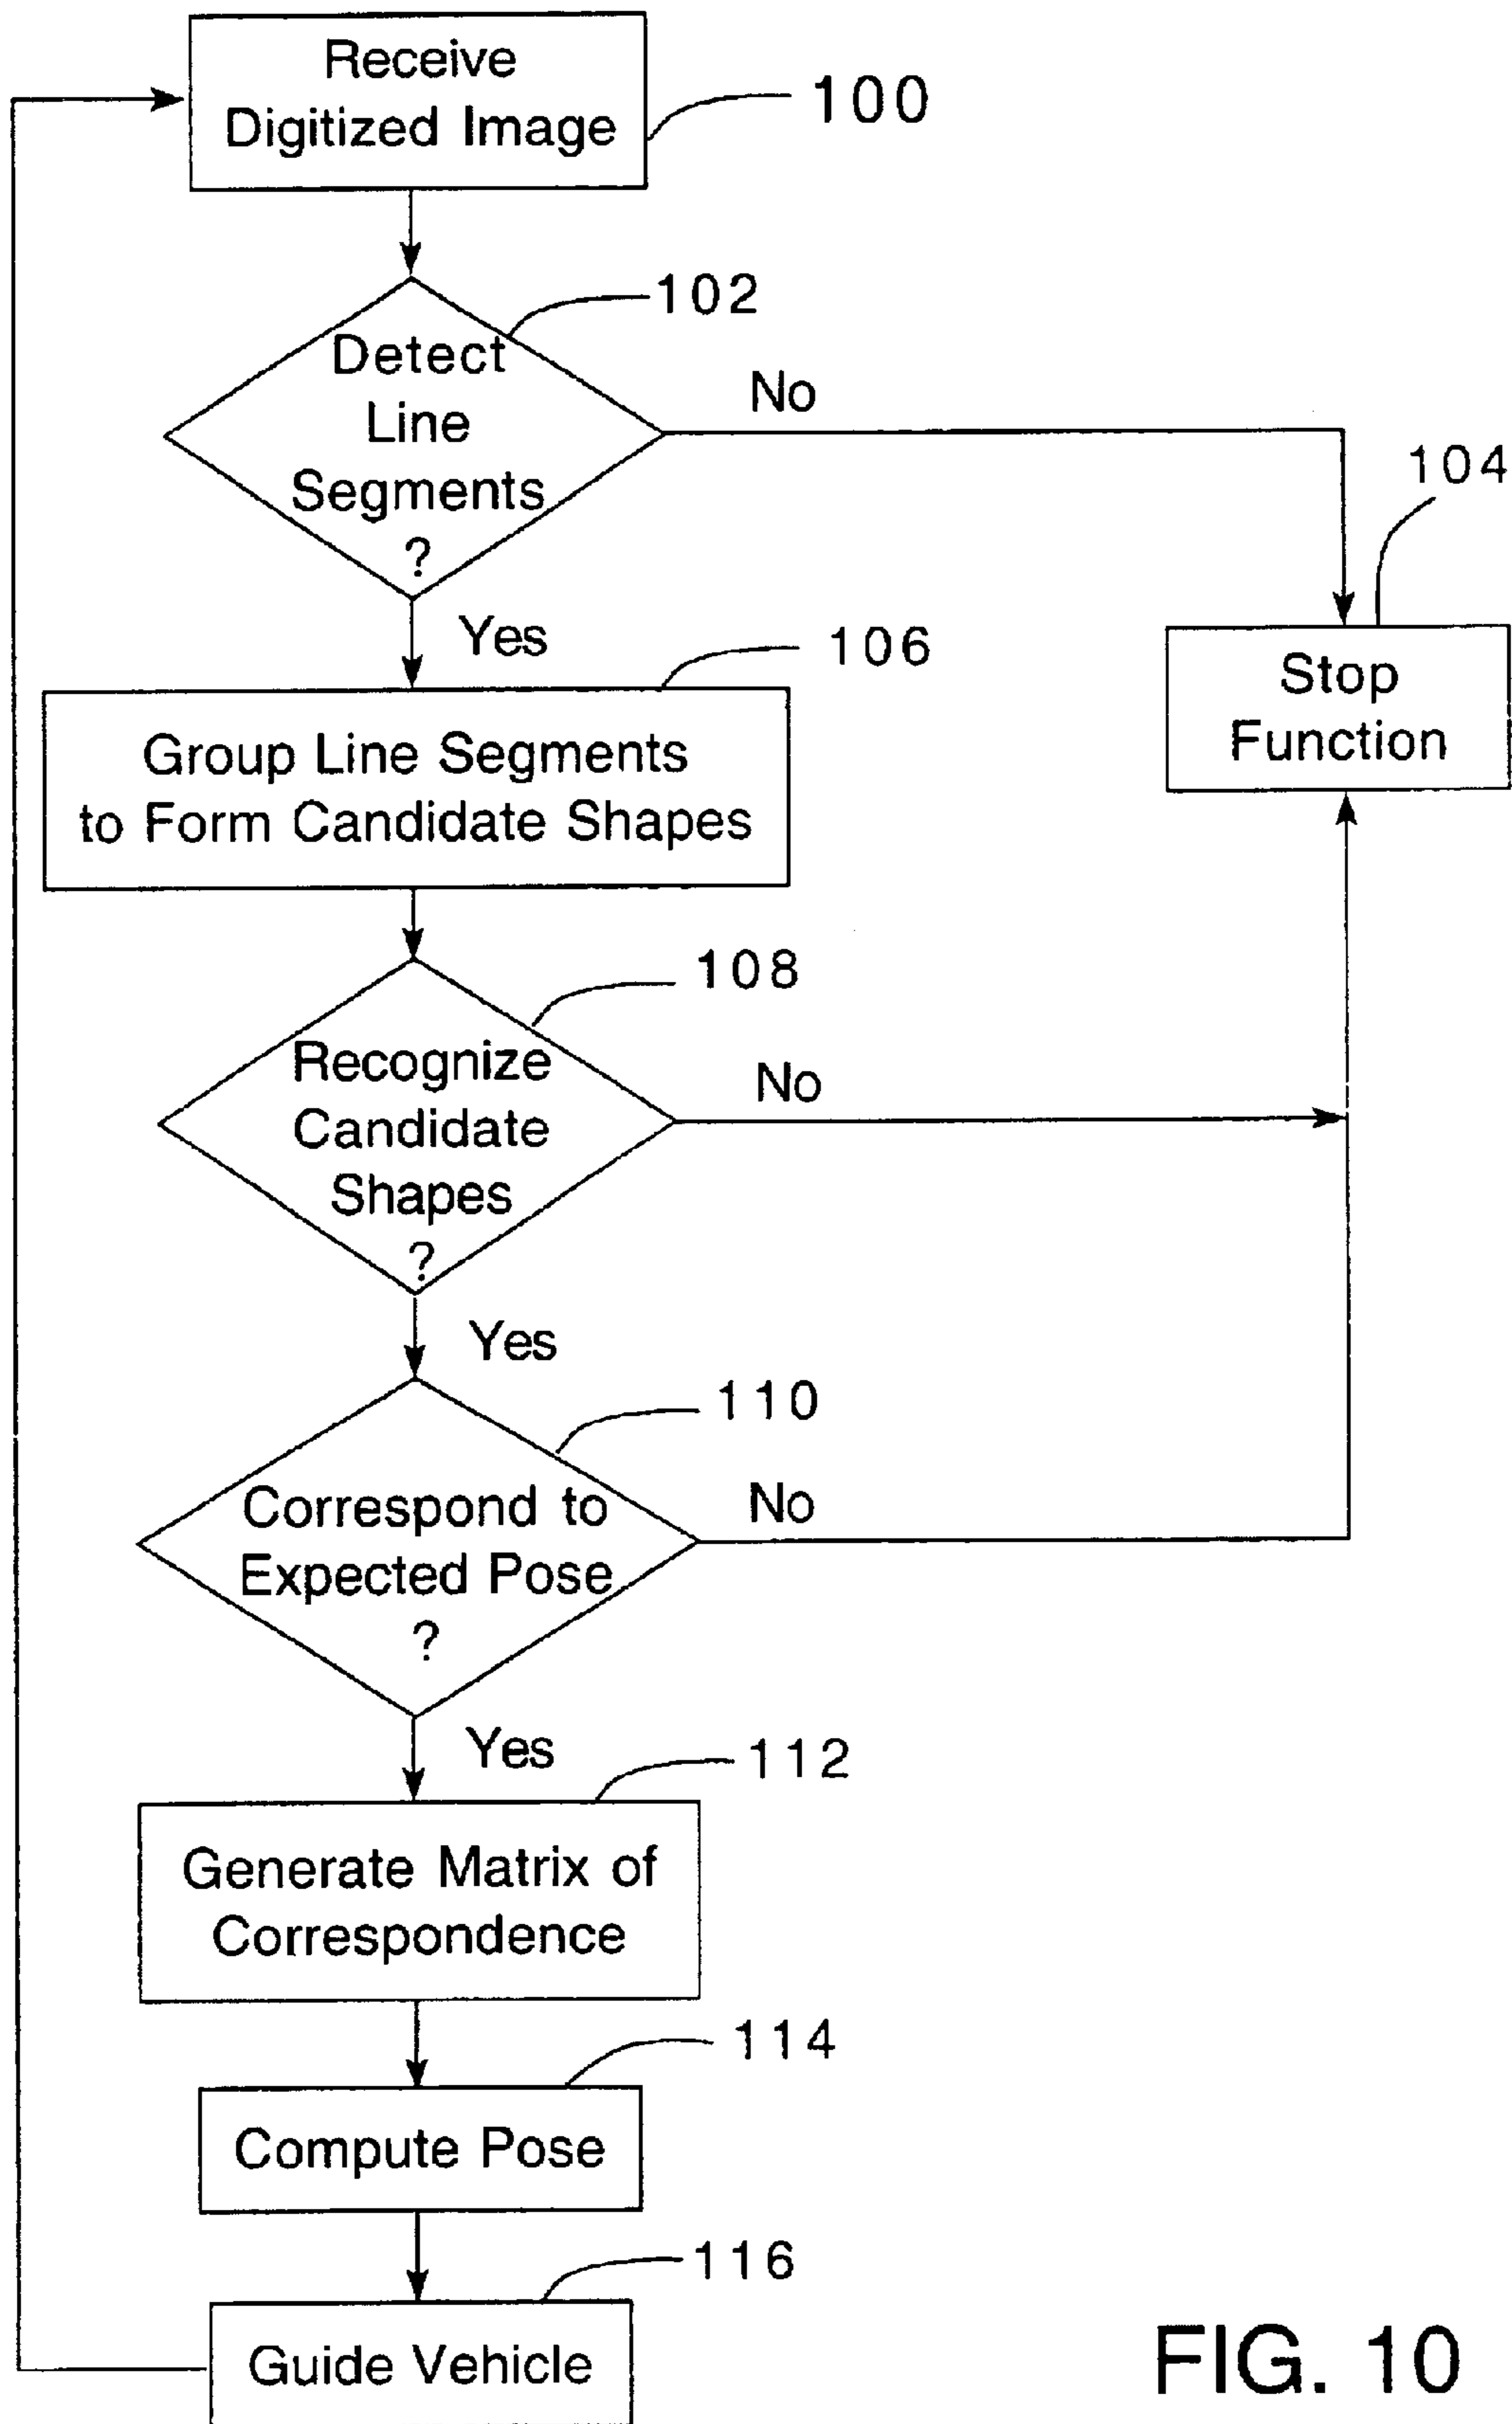 Receive
Digitized Image
100
102
Detect
Line
Segments
?
No
104
Yes
Stop
Function
106
Group Line Segments
to Form Candidate Shapes
108
Recognize
Candidate
Shapes
?
No
Yes
110
Correspond to
Expected Pose
?
No
Yes
112
Generate Matrix of
Correspondence
114
Compute Pose
116
Guide Vehicle
FIG. 10